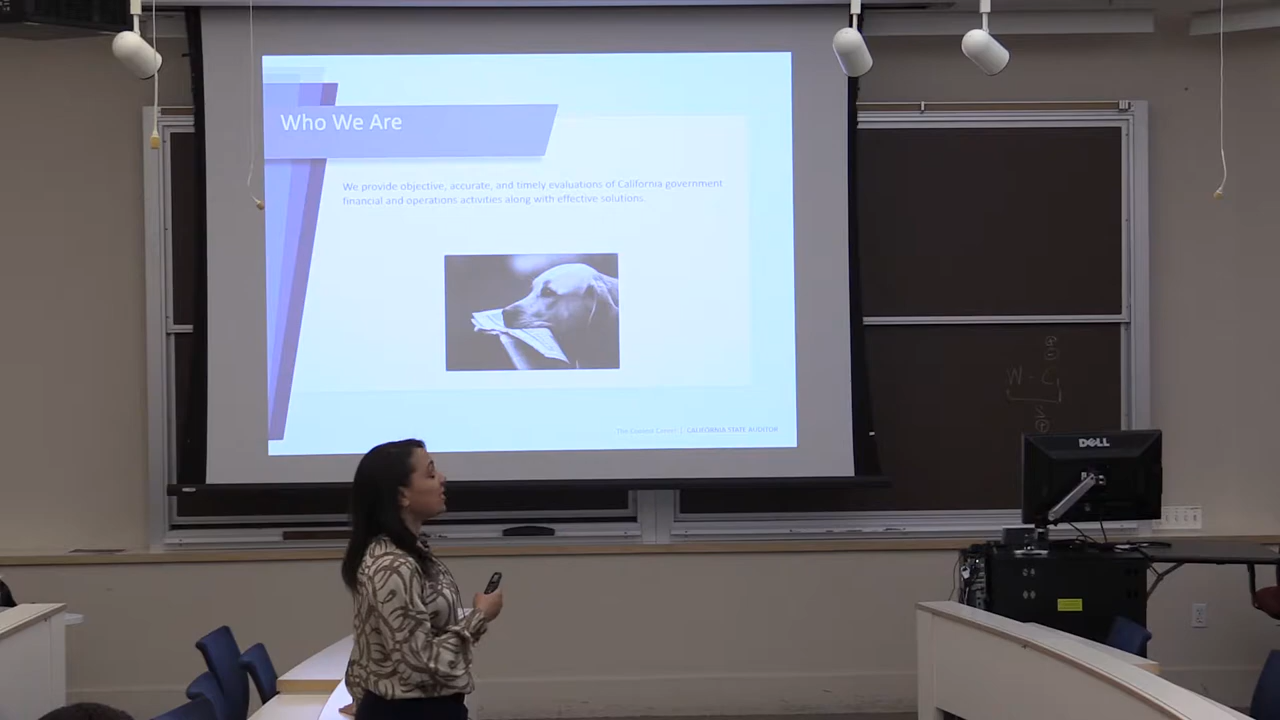 Who We Are
We provide objective, accurate, and timely evaluations of California government
financial and operations activities along with effective solutions.
CALIFORNIA STATE AUDITOR
DELL
W - C